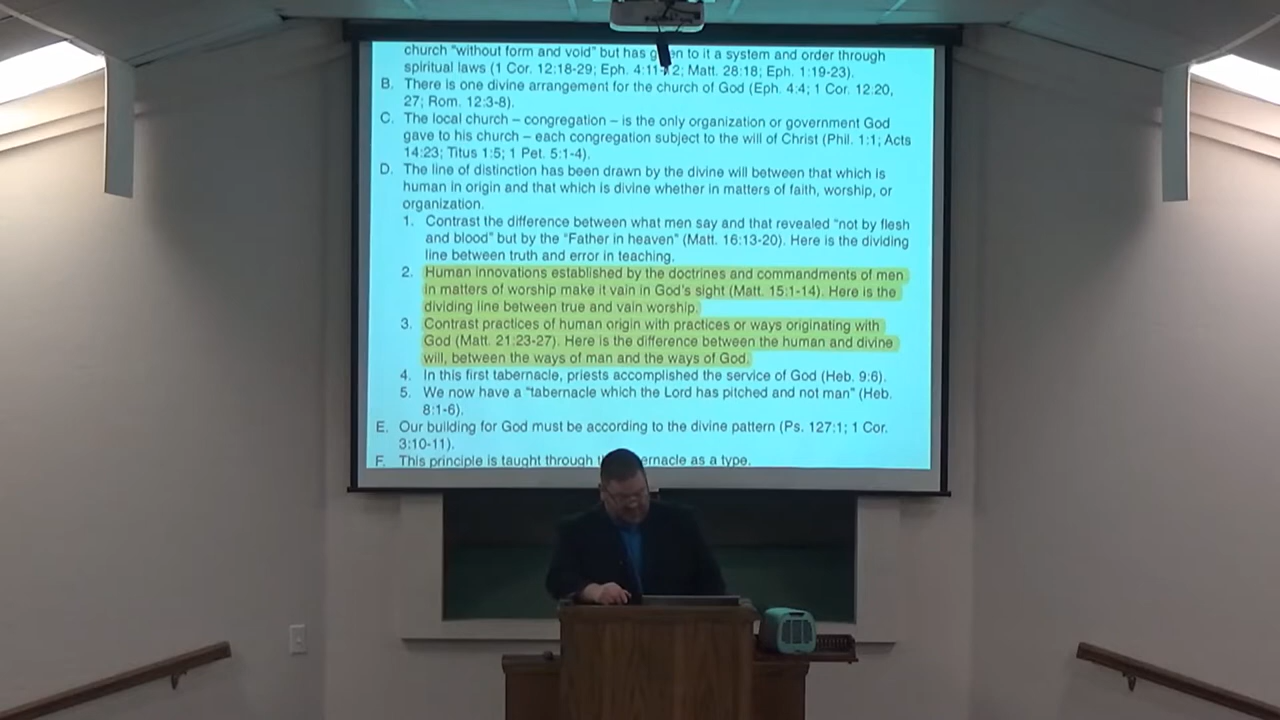 church "without form and void" but has to it a system and order through
spiritual laws (1 Cor. 12:18-29; Eph. 4:11- 2; Matt. 28:18; Eph. 1:19-23).
B. There is one divine arrangement for the church of God (Eph. 4:4; 1 Cor. 12:20,
27; Rom. 12:3-8).
C. The local church – congregation – is the only organization or government God
gave to his church – each congregation subject to the will of Christ (Phil. 1:1; Acts
14:23; Titus 1:5; 1 Pet. 5:1-4).
D. The line of distinction has been drawn by the divine will between that which is
human in origin and that which is divine whether in matters of faith, worship, or
organization.
1. Contrast the difference between what men say and that revealed "not by flesh
and blood" but by the "Father in heaven" (Matt. 16:13-20). Here is the dividing
line between truth and error in teaching.
2. Human innovations established by the doctrines and commandments of men
in matters of worship make it vain in God's sight (Matt. 15:1-14). Here is the
dividing line between true and vain worship.
3. Contrast practices of human origin with practices or ways originating with
God (Matt. 21:23-27). Here is the difference between the human and divine
will, between the ways of man and the ways of God.
4. In this first tabernacle, priests accomplished the service of God (Heb. 9:6).
5. We now have a "tabernacle which the Lord has pitched and not man" (Heb.
8:1-6).
E. Our building for God must be according to the divine pattern (Ps. 127:1; 1 Cor.
3:10-11).
F. This principle is taught through ernacle as a type.